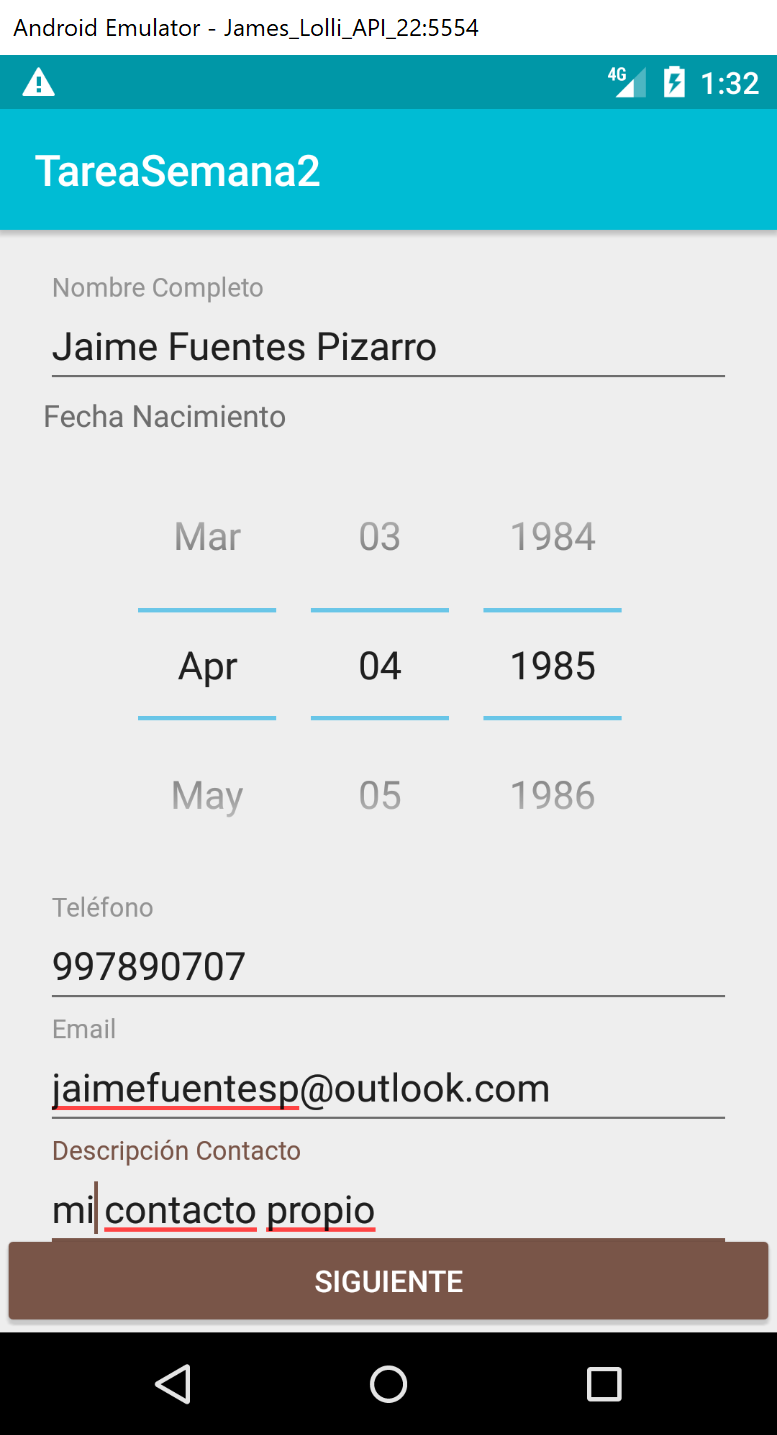 Android Emulator - James_Lolli_API_22:5554
4G 1:32
TareaSemana2
Nombre Completo
Jaime Fuentes Pizarro
Fecha Nacimiento
Mar 03 1984
Apr 04 1985
May 05 1986
Teléfono
997890707
Email
jaimefuentesp@outlook.com
Descripción Contacto
mi contacto propio
SIGUIENTE